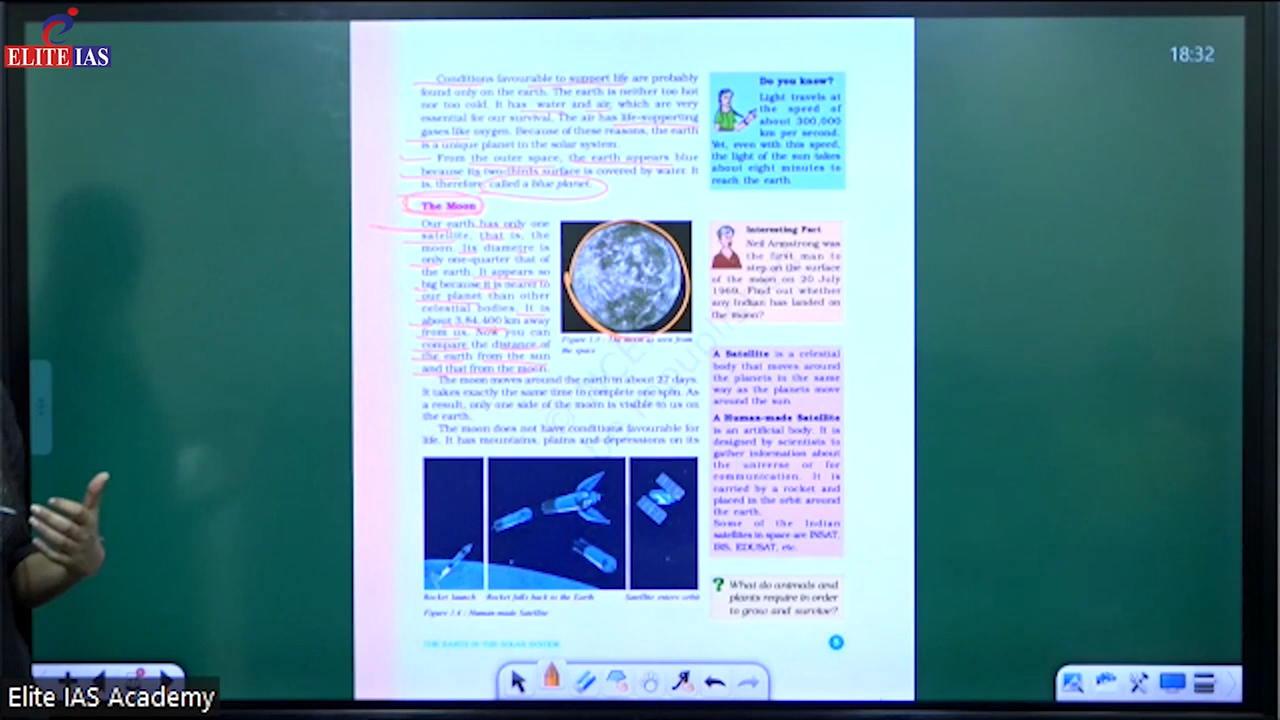 ELITE IAS
18:32
Conditions favourable to support life are probably
found only on the earth. The earth is neither too hot
nor too cold. It has water and air, which are very
essential for our survival. The air has life-supporting
gases like oxygen. Because of these reasons, the earth
is a unique planet in the solar system.
From the outer space, the earth appears blue
because its two-thirds surface is covered by water. It
is, therefore, called a blue planet.
The Moon
Our earth has only one
satellite, that is, the
moon. Its diametre is
only one-quarter that of
the earth. It appears so
big because it is nearer to
our planet than other
celestial bodies. It is
about 3,84,400 km away
from us. Now you can
compare the distance of
the earth from the sun
and that from the moon.
Figure 1.5 : The moon as seen from
the space
The moon moves around the earth in about 27 days.
It takes exactly the same time to complete one spin. As
a result, only one side of the moon is visible to us on
the earth.
The moon does not have conditions favourable for
life. It has mountains, plains and depressions on its
Rocket launch Rocket falls back to the Earth Satellite enters orbit
Figure 1.6 : Human-made Satellite
THE EARTH IN THE SOLAR SYSTEM
Do you know?
Light travels at
the speed of
about 300,000
km per second.
Yet, even with this speed,
the light of the sun takes
about eight minutes to
reach the earth.
Interesting Fact
Neil Armstrong was
the first man to
step on the surface
of the moon on 20 July
1969. Find out whether
any Indian has landed on
the moon?
A Satellite is a celestial
body that moves around
the planets in the same
way as the planets move
around the sun.
A Human-made Satellite
is an artificial body. It is
designed by scientists to
gather information about
the universe or for
communication. It is
carried by a rocket and
placed in the orbit around
the earth.
Some of the Indian
satellites in space are INSAT,
IRS, EDUSAT, etc.
? What do animals and
plants require in order
to grow and survive?
Elite IAS Academy